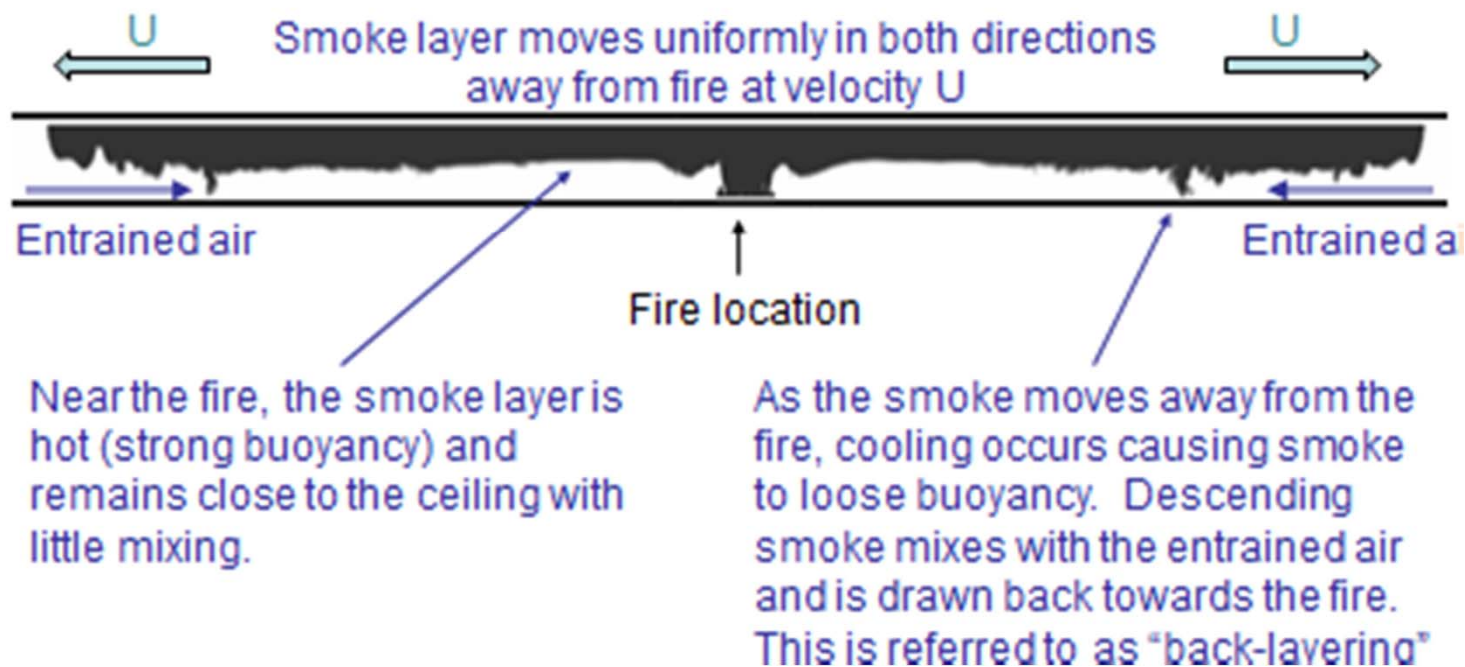 U
Smoke layer moves uniformly in both directions
U
away from fire at velocity U
Entrained air
Entrained ai
Fire location
Near the fire, the smoke layer is
hot (strong buoyancy) and
remains close to the ceiling with
little mixing.
As the smoke moves away from the
fire, cooling occurs causing smoke
to loose buoyancy. Descending
smoke mixes with the entrained air
and is drawn back towards the fire.
This is referred to as “back-layering”